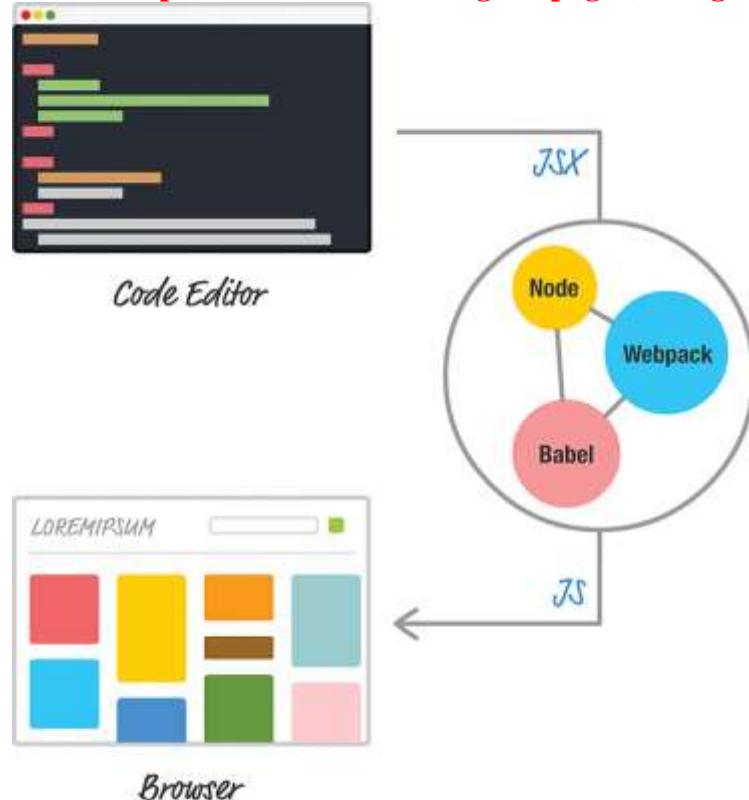 JSX
Code Editor
Node
Webpack
Babel
LOREMIPSUM
JS
Browser